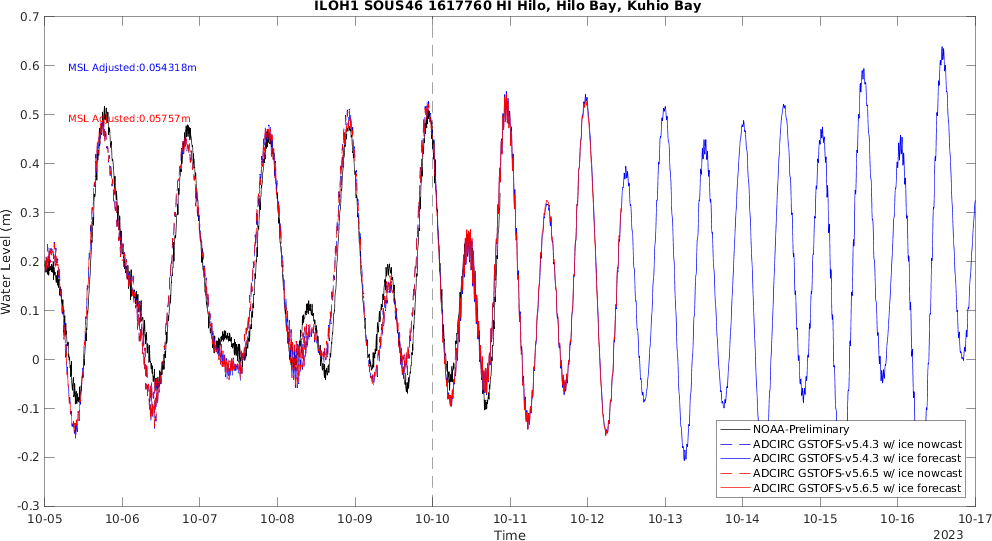 ILOH1 SOUS46 1617760 HI Hilo, Hilo Bay, Kuhio Bay
MSL Adjusted:0.054318m
MSL Adjusted:0.05757m
Water Level (m)
0.7
0.6
0.5
0.4
0.3
0.2
0.1
0
-0.1
-0.2
-0.3
NOAA-Preliminary
ADCIRC GSTOFS-v5.4.3 w/ ice nowcast
ADCIRC GSTOFS-v5.4.3 w/ ice forecast
ADCIRC GSTOFS-v5.6.5 w/ ice nowcast
ADCIRC GSTOFS-v5.6.5 w/ ice forecast
10-05 10-06 10-07 10-08 10-09 10-10 10-11 10-12 10-13 10-14 10-15 10-16 10-17
Time
2023